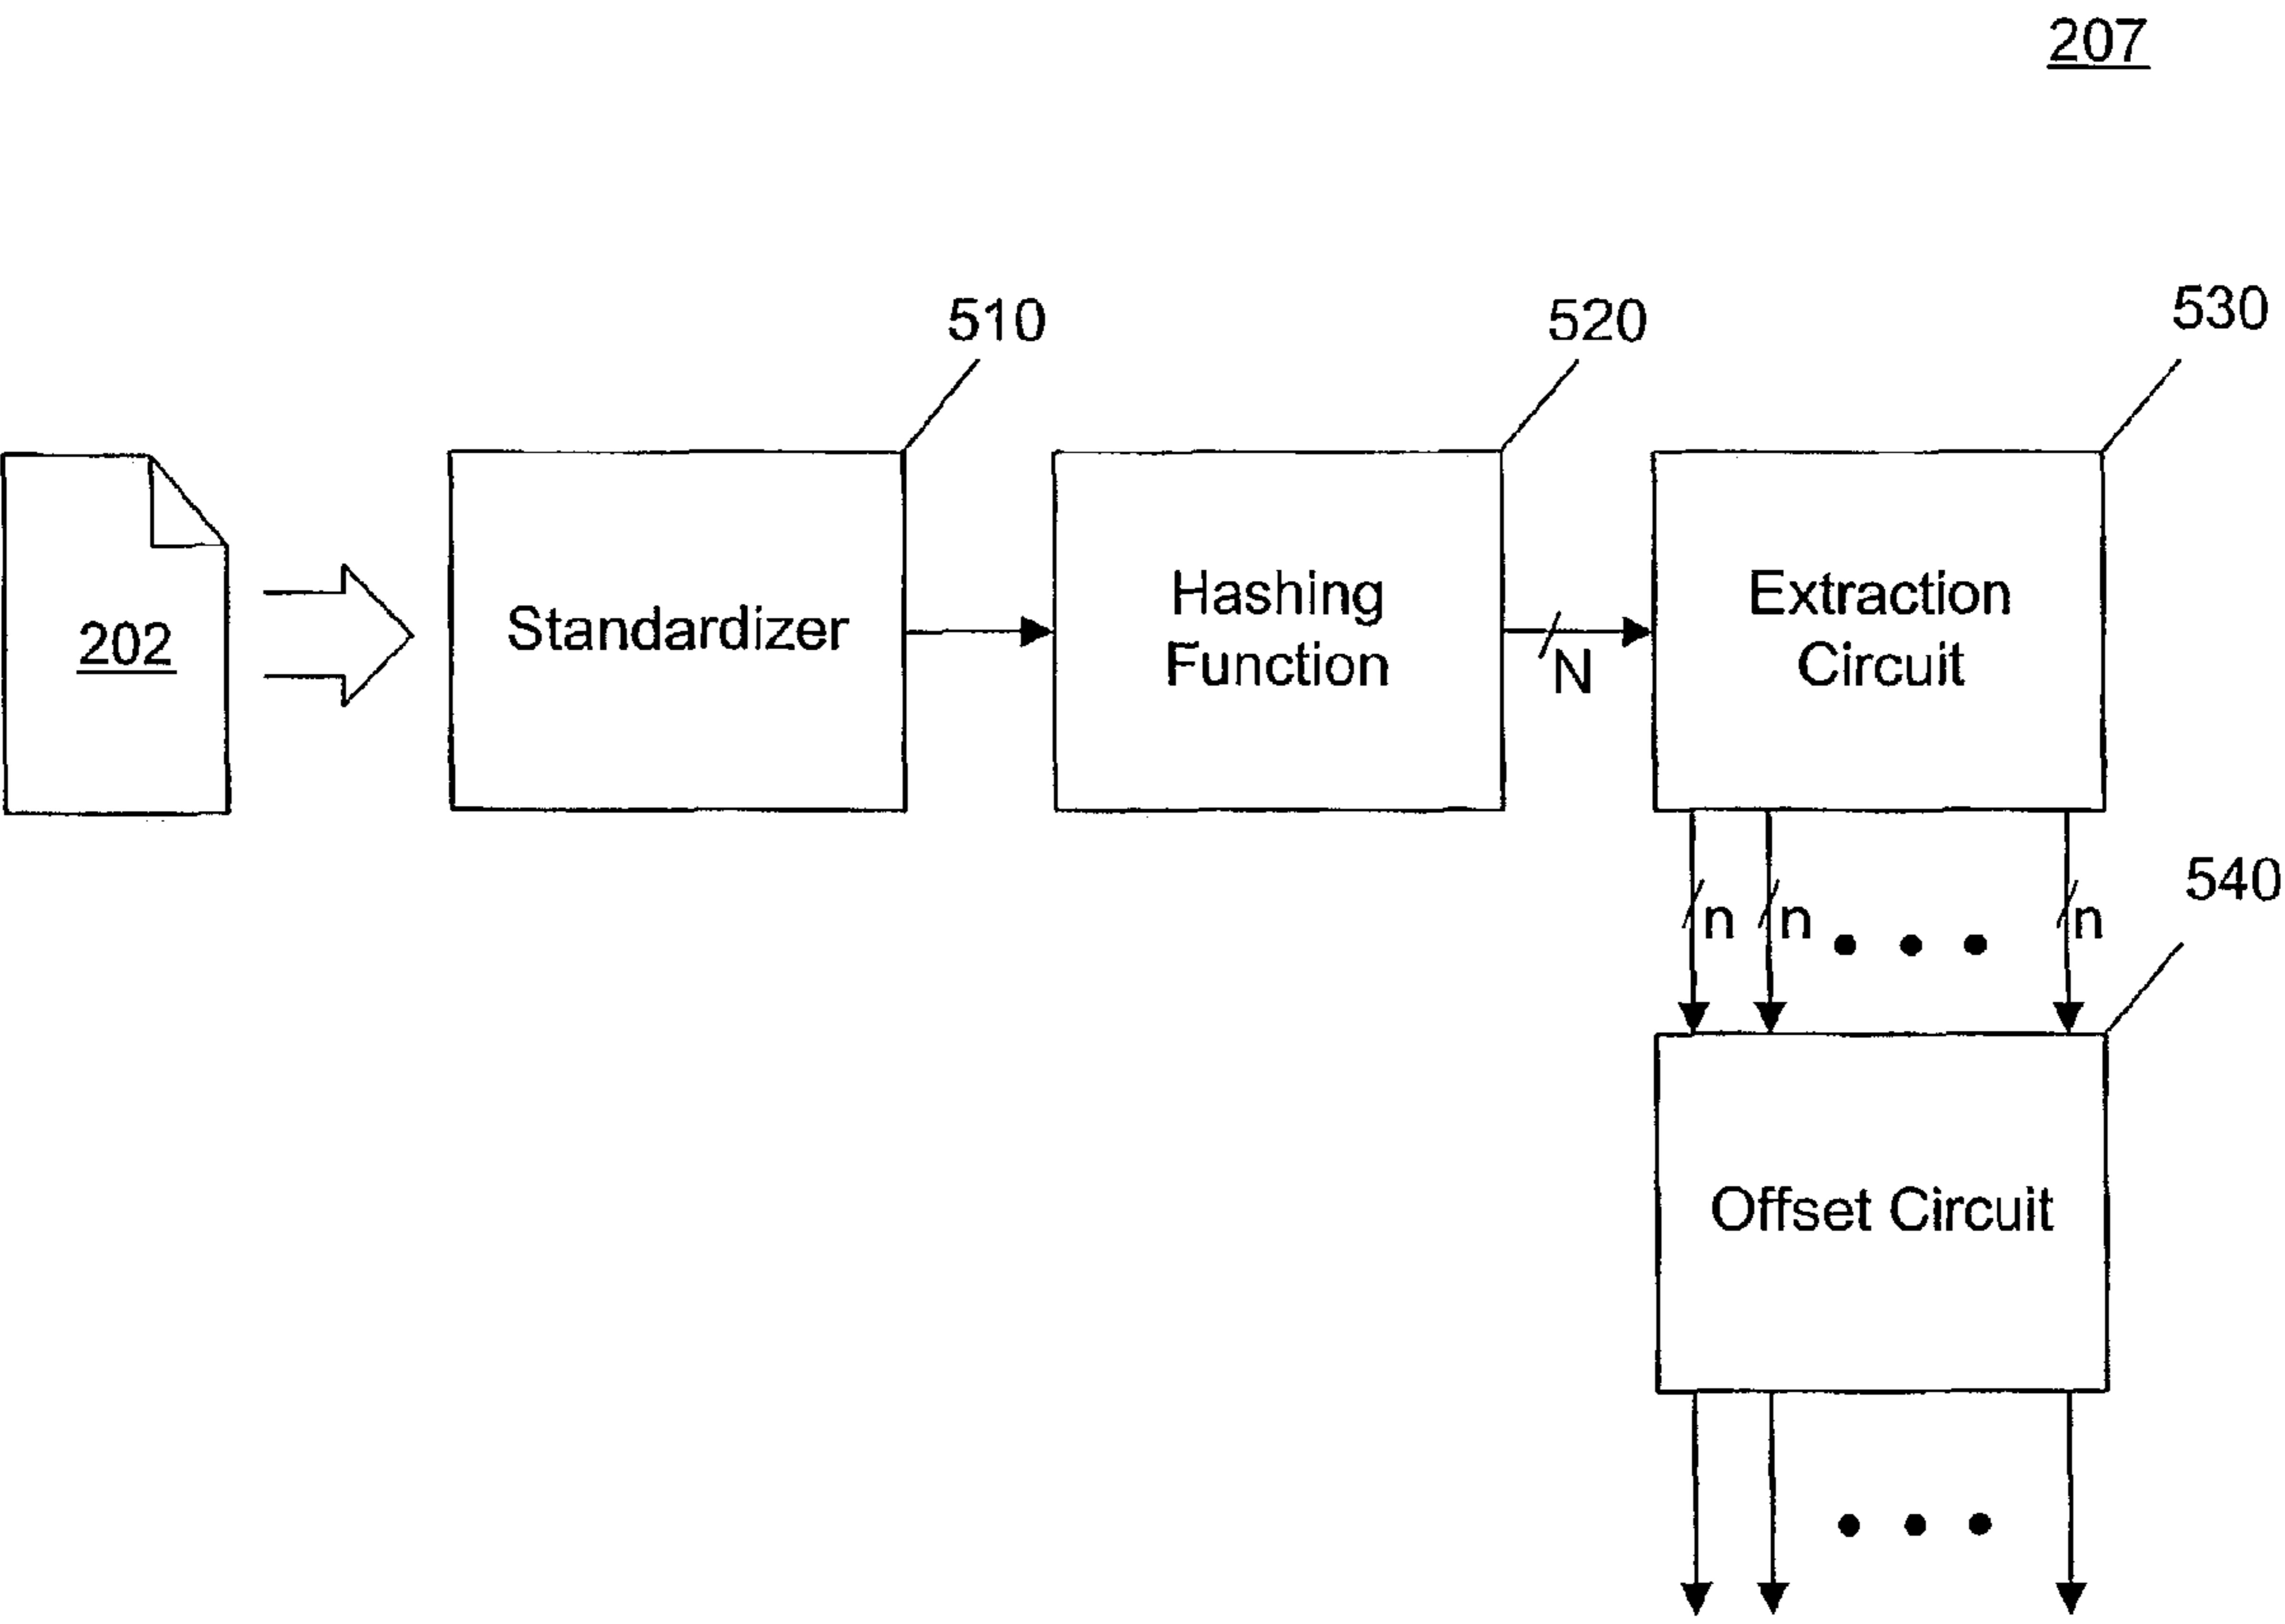 207
510
520
530
202
Standardizer
Hashing
Function
N
Extraction
Circuit
n
n
n
540
Offset Circuit